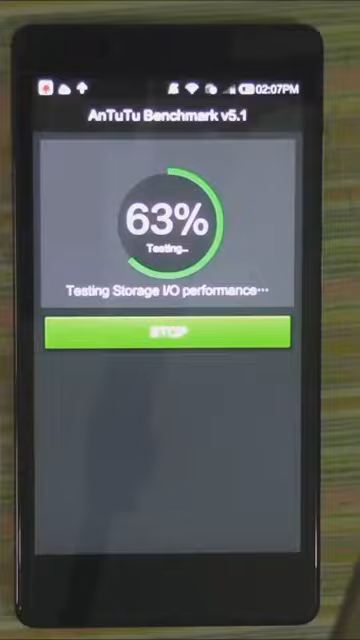 02:07PM
AnTuTu Benchmark v5.1
63%
Testing...
Testing Storage I/O performance···
STOP